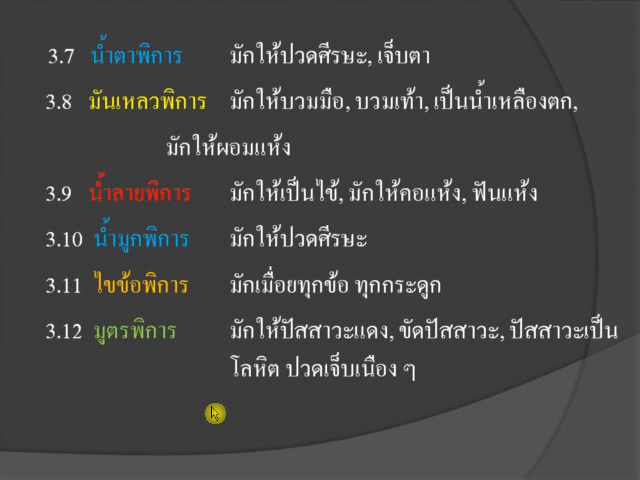 3.7 น้ำตาพิการ มักให้ปวดศีรษะ, เจ็บตา
3.8 มันเหลวพิการ มักให้บวมมือ, บวมเท้า, เป็นน้ำเหลืองตก,
มักให้ผอมแห้ง
3.9 น้ำลายพิการ มักให้เป็นไข้, มักให้คอแห้ง, ฟันแห้ง
3.10 น้ำมูกพิการ มักให้ปวดศีรษะ
3.11 ไขข้อพิการ มักเมื่อยทุกข้อ ทุกกระดูก
3.12 มูตรพิการ มักให้ปัสสาวะแดง, ขัดปัสสาวะ, ปัสสาวะเป็น
โลหิต ปวดเจ็บเนือง ๆ